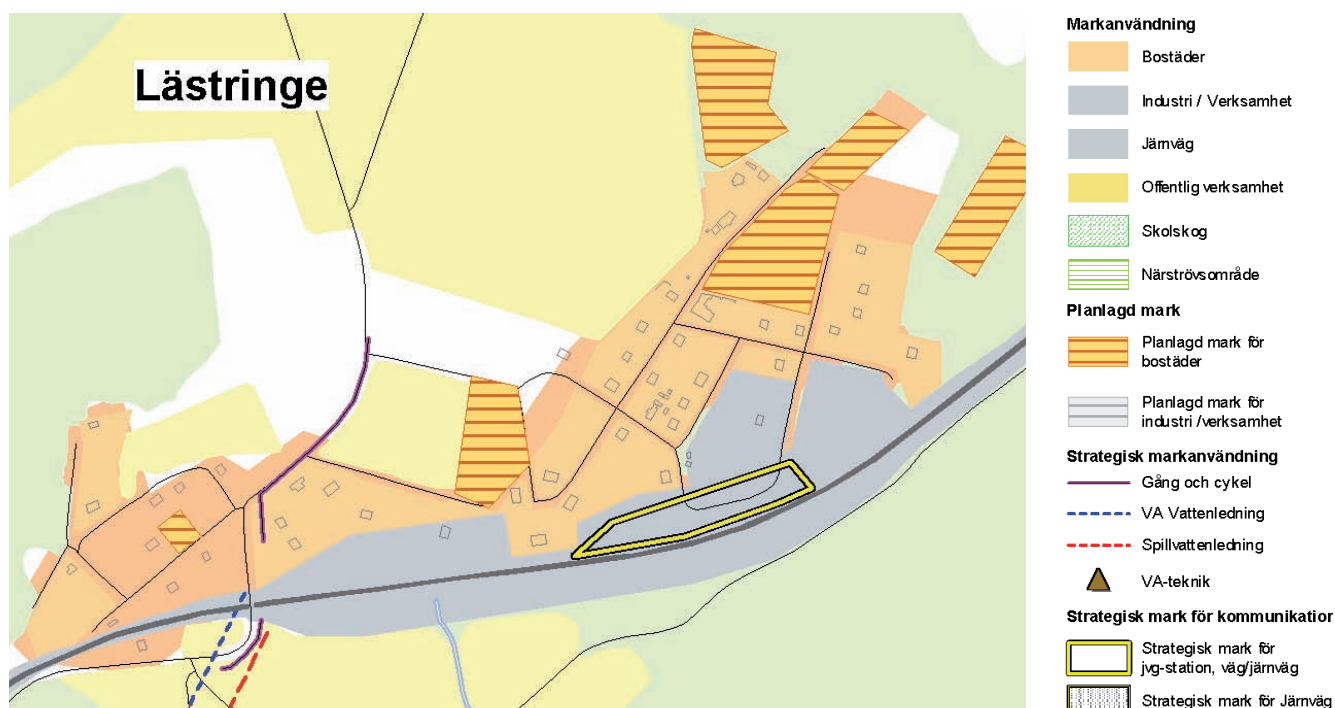 Lästringe
Markanvändning
Bostäder
Industri / Verksamhet
Järnväg
Offentlig verksamhet
Skolskog
Närströvsområde
Planlagd mark
Planlagd mark för
bostäder
Planlagd mark för
industri /verksamhet
Strategisk markanvändning
Gång och cykel
VA Vattenledning
Spillvattenledning
VA-teknik
Strategisk mark för kommunikatior
Strategisk mark för
jvg-station, väg/järnväg
Strategisk mark för Järnväg